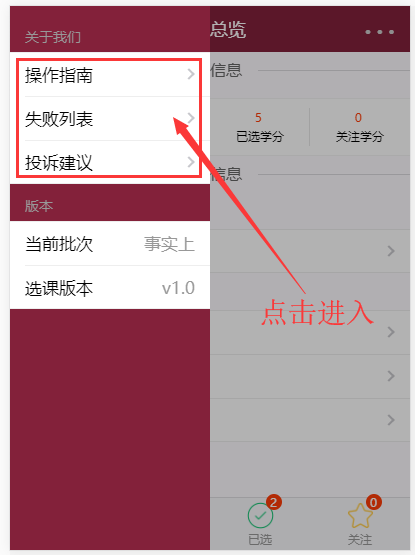 关于我们
总览
操作指南
信息
失败列表
5
0
已选学分
关注学分
投诉建议
信息
版本
当前批次
事实上
选课版本
v1.0
点击进入
2
0
已选
关注